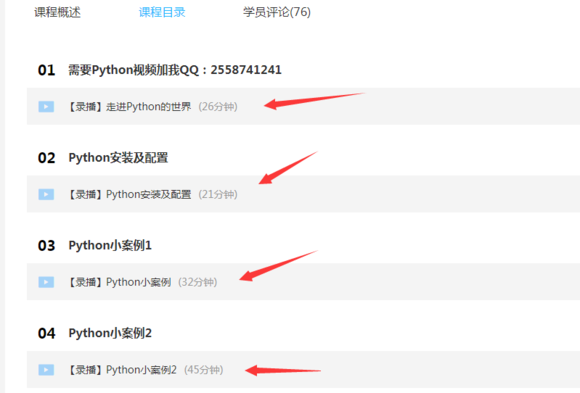 课程概述 课程目录 学员评论(76)
01 需要Python视频加我QQ：2558741241
【录播】走进Python的世界 (26分钟)
02 Python安装及配置
【录播】Python安装及配置 (21分钟)
03 Python小案例1
【录播】Python小案例 (32分钟)
04 Python小案例2
【录播】Python小案例2 (45分钟)